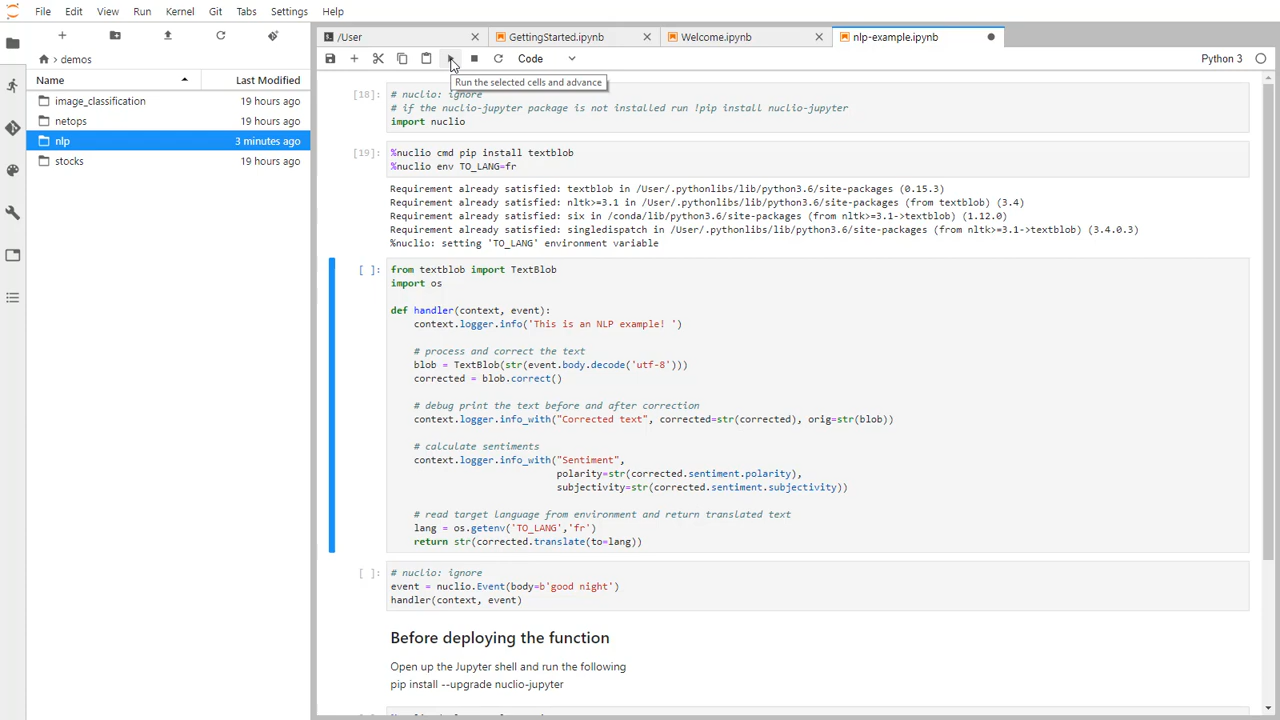 File Edit View Run Kernel Git Tabs Settings Help
/User
GettingStarted.ipynb
Welcome.ipynb
nlp-example.ipynb
Code
Python 3
Run the selected cells and advance
demos
Name Last Modified
image_classification 19 hours ago
netops 19 hours ago
nlp 3 minutes ago
stocks 19 hours ago
[18]: # nuclio: ignore
# if the nuclio-jupyter package is not installed run !pip install nuclio-jupyter
import nuclio
[19]: %nuclio cmd pip install textblob
%nuclio env TO_LANG=fr
Requirement already satisfied: textblob in /User/.pythonlibs/lib/python3.6/site-packages (0.15.3)
Requirement already satisfied: nltk>=3.1 in /User/.pythonlibs/lib/python3.6/site-packages (from textblob) (3.4)
Requirement already satisfied: six in /conda/lib/python3.6/site-packages (from nltk>=3.1->textblob) (1.12.0)
Requirement already satisfied: singledispatch in /User/.pythonlibs/lib/python3.6/site-packages (from nltk>=3.1->textblob) (3.4.0.3)
%nuclio: setting 'TO_LANG' environment variable
[ ]: from textblob import TextBlob
import os
def handler(context, event):
context.logger.info('This is an NLP example! ')
# process and correct the text
blob = TextBlob(str(event.body.decode('utf-8')))
corrected = blob.correct()
# debug print the text before and after correction
context.logger.info_with("Corrected text", corrected=str(corrected), orig=str(blob))
# calculate sentiments
context.logger.info_with("Sentiment",
polarity=str(corrected.sentiment.polarity),
subjectivity=str(corrected.sentiment.subjectivity))
# read target language from environment and return translated text
lang = os.getenv('TO_LANG','fr')
return str(corrected.translate(to=lang))
[ ]: # nuclio: ignore
event = nuclio.Event(body=b'good night')
handler(context, event)
Before deploying the function
Open up the Jupyter shell and run the following
pip install --upgrade nuclio-jupyter